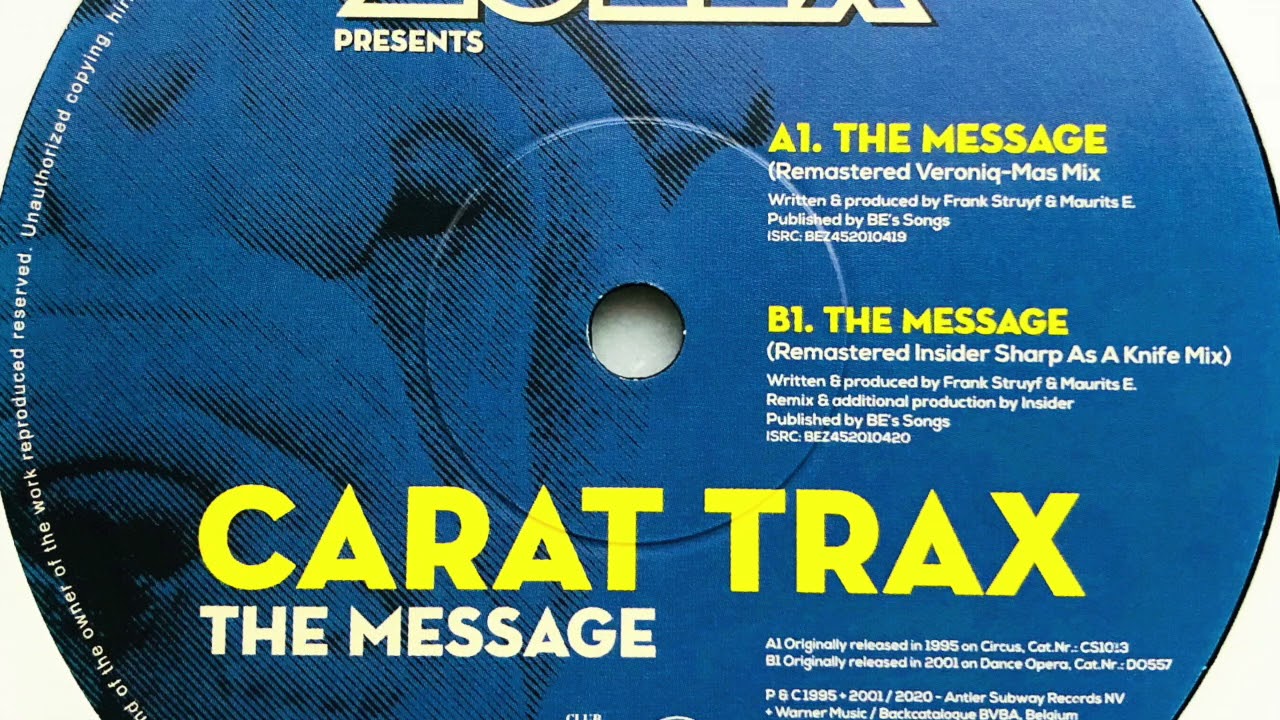 PRESENTS
A1. THE MESSAGE
(Remastered Veroniq-Mas Mix
Written & produced by Frank Struyf & Maurits E.
Published by BE's Songs
ISRC: BEZ452010419
B1. THE MESSAGE
(Remastered Insider Sharp As A Knife Mix)
Written & produced by Frank Struyf & Maurits E.
Remix & additional production by Insider
Published by BE's Songs
ISRC: BEZ452010420
CARAT TRAX
THE MESSAGE
A1 Originally released in 1995 on Circus, Cat.Nr.:
B1 Originally released in 2001 on Dance Opera, Cat.Nr.: DO557
P & C 1995 + 2001 / 2020 - Antler Subway Records NV
+ Warner Music / Backcatalogue BVBA, Belgium
CLUB
of the owner of the work reproduced reserved. Unauthorized copying,